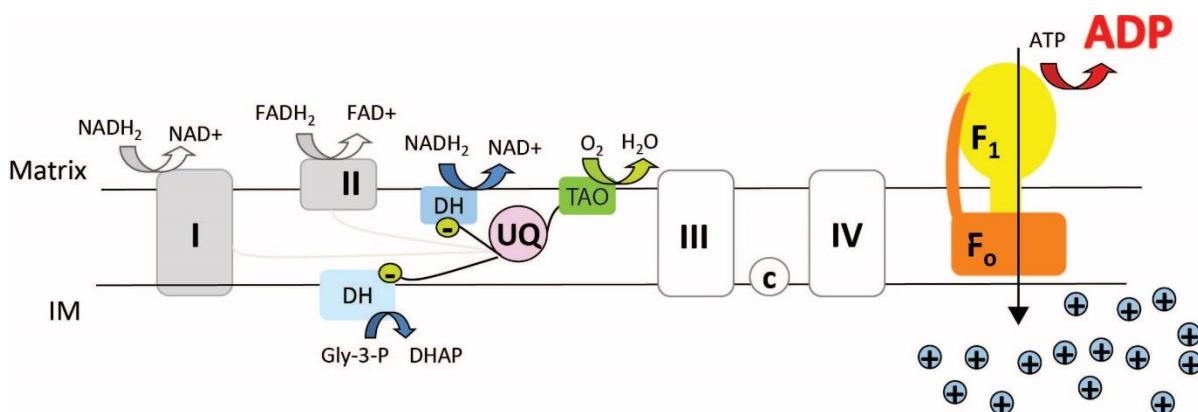 ATP ADP
FADH₂ FAD+
NADH₂ NAD+
NADH₂ NAD+
O₂ H₂O
Matrix
II
DH
TAO
F₁
I
UQ
III
IV
F₀
-
-
c
DH
IM
Gly-3-P DHAP
+ + +
+
+ + + + + + +
+ + + +